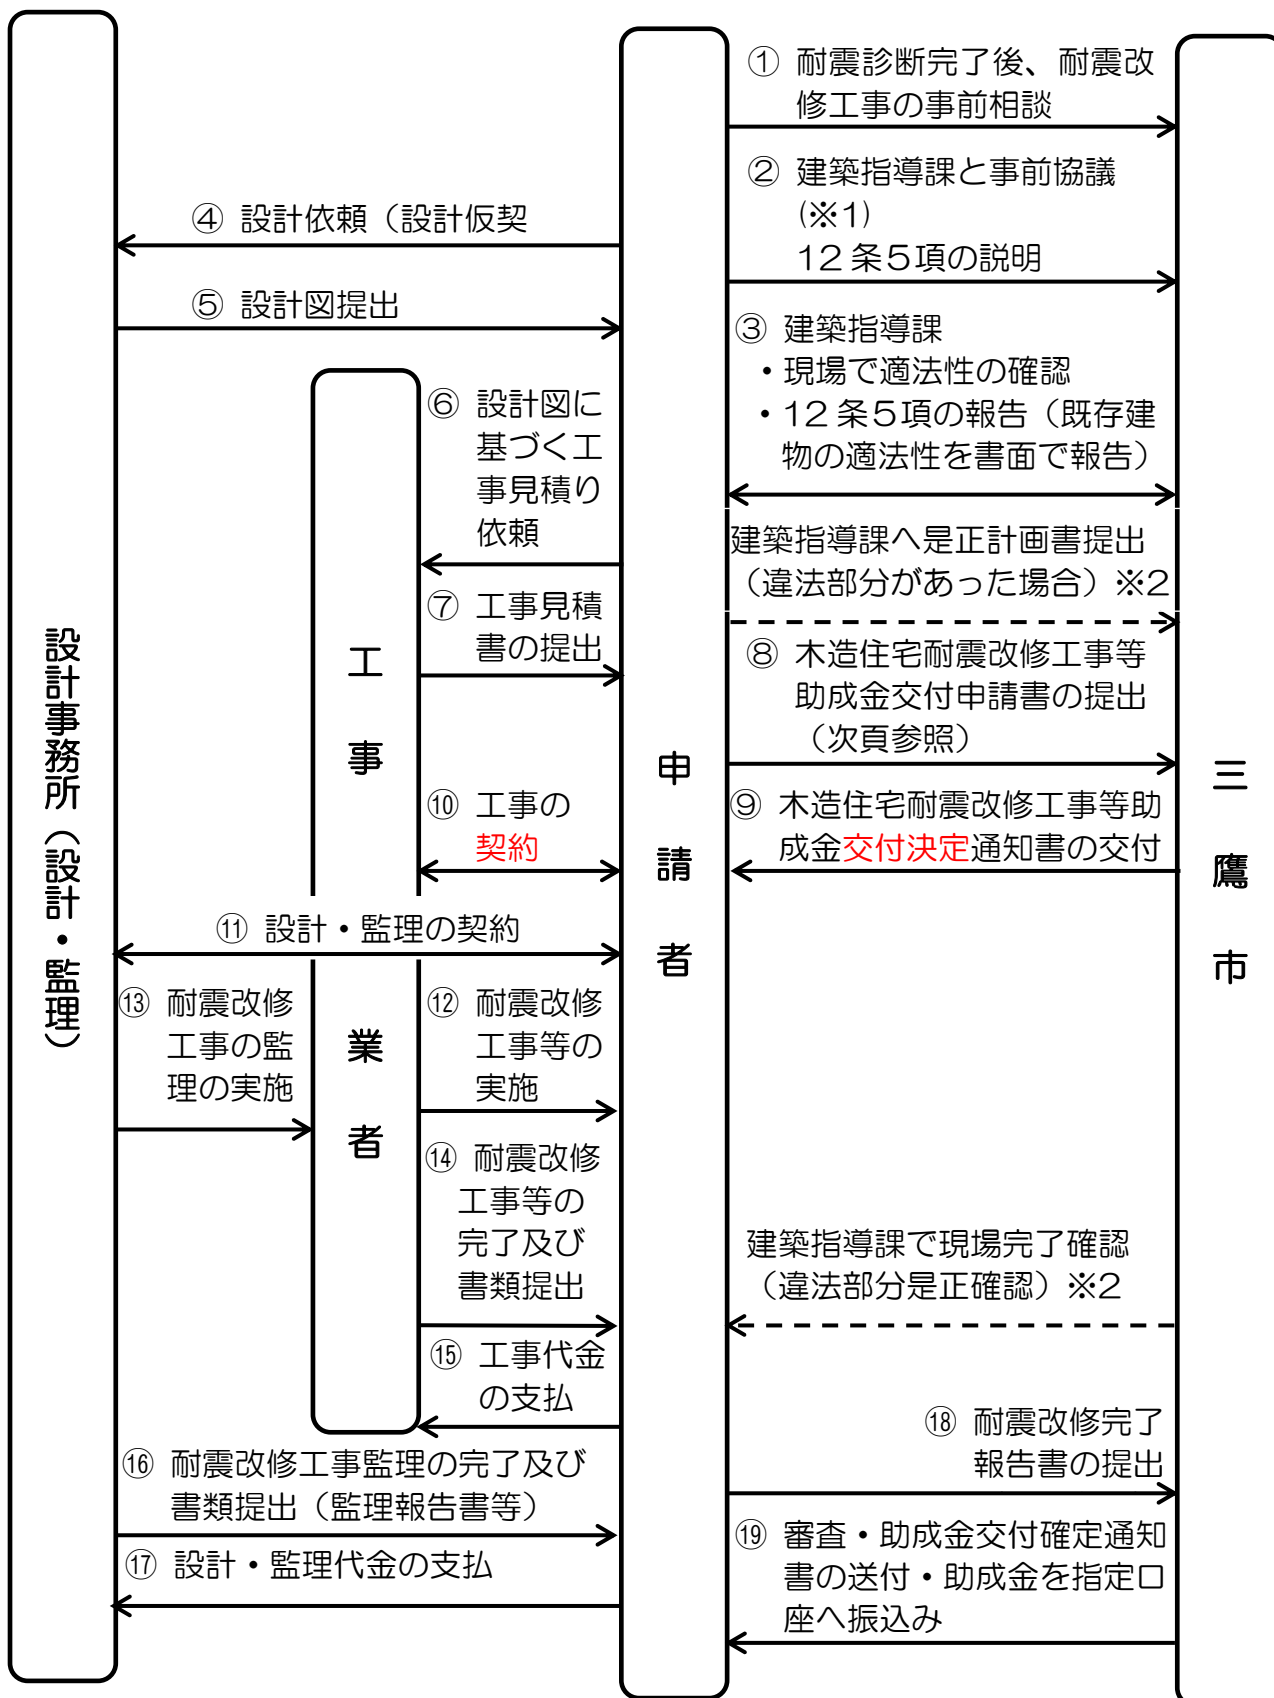 ① 耐震診断完了後、耐震改
修工事の事前相談
② 建築指導課と事前協議
(※1)
12条5項の説明
③ 建築指導課
・現場で適法性の確認
・12条5項の報告（既存建
物の適法性を書面で報告）
④ 設計依頼（設計仮契
⑤ 設計図提出
⑥ 設計図に
基づく工
事見積り
依頼
⑦ 工事見積
書の提出
建築指導課へ是正計画書提出
（違法部分があった場合）※2
⑧ 木造住宅耐震改修工事等
助成金交付申請書の提出
（次頁参照）
⑨ 木造住宅耐震改修工事等助
成金交付決定通知書の交付
⑩ 工事の
契約
⑪ 設計・監理の契約
⑫ 耐震改修
工事等の
実施
⑬ 耐震改修
工事の監
理の実施
⑭ 耐震改修
工事等の
完了及び
書類提出
建築指導課で現場完了確認
（違法部分是正確認）※2
⑮ 工事代金
の支払
⑯ 耐震改修工事監理の完了及び
書類提出（監理報告書等）
⑰ 設計・監理代金の支払
⑱ 耐震改修完了
報告書の提出
⑲ 審査・助成金交付確定通知
書の送付・助成金を指定口
座へ振込み
設計事務所（設計・監理）
工事業者
申請者
三鷹市